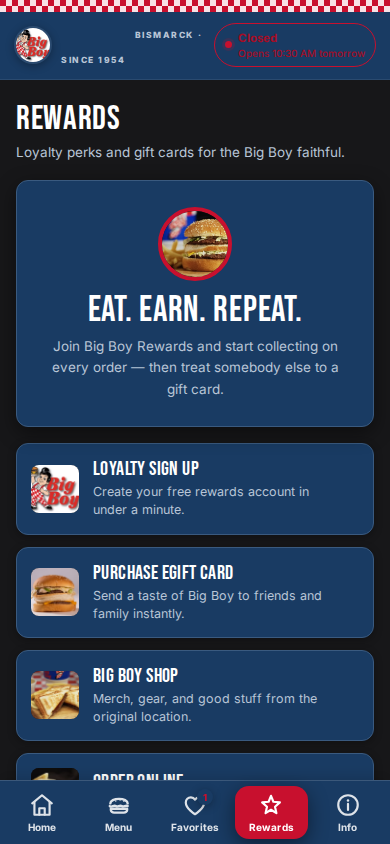 Big
Boy
BISMARCK ·
SINCE 1954
Closed
Opens 10:30 AM tomorrow
REWARDS
Loyalty perks and gift cards for the Big Boy faithful.
EAT. EARN. REPEAT.
Join Big Boy Rewards and start collecting on
every order — then treat somebody else to a
gift card.
Big
Boy
LOYALTY SIGN UP
Create your free rewards account in
under a minute.
PURCHASE EGIFT CARD
Send a taste of Big Boy to friends and
family instantly.
BIG BOY SHOP
Merch, gear, and good stuff from the
original location.
ORDER ONLINE
1
Home
Menu
Favorites
Rewards
Info